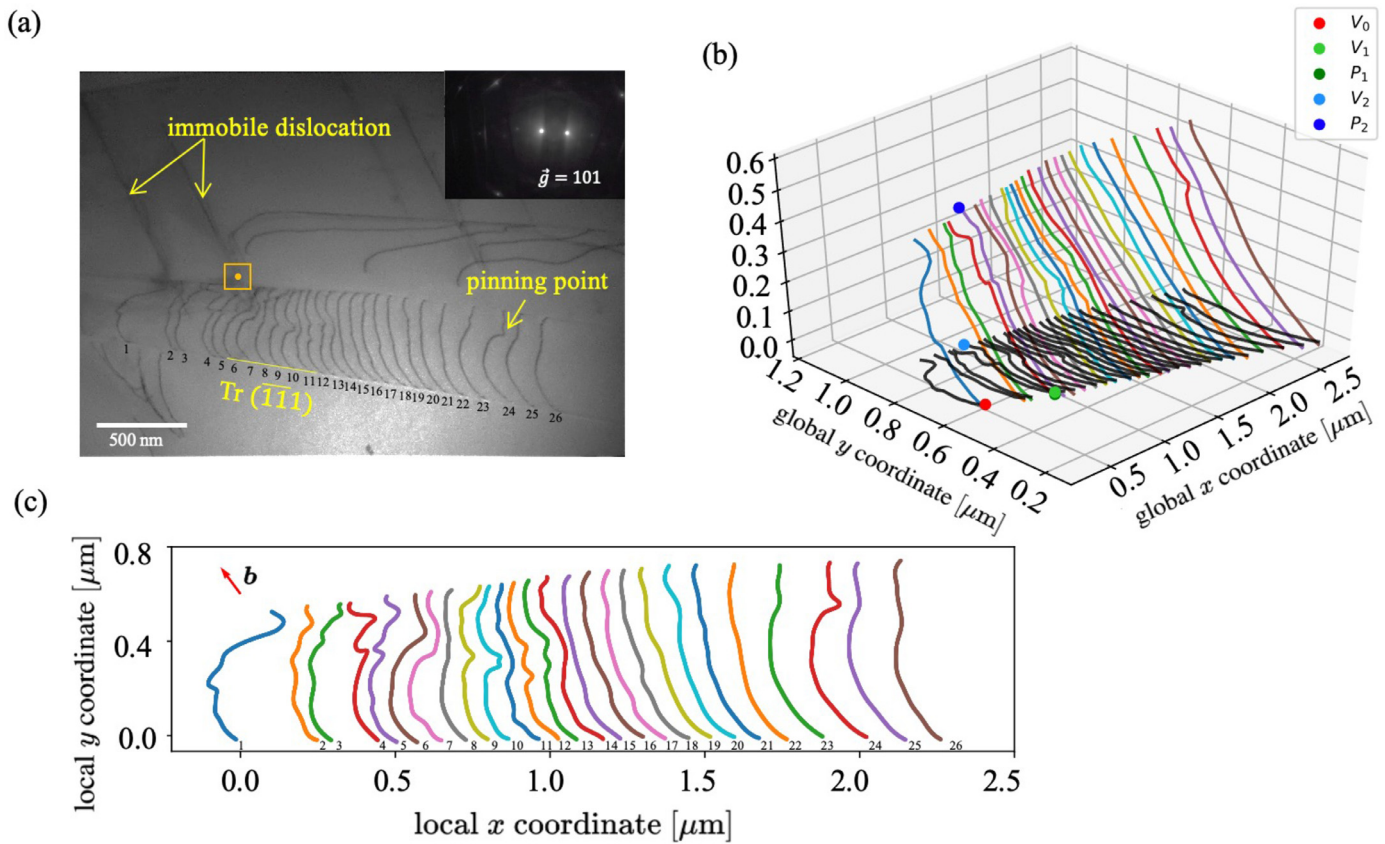 (a)
immobile dislocation
g⃗ = 101
pinning point
1 2 3 4 5 6 7 8 9 10 11 12 13 14 15 16 17 18 19 20 21 22 23 24 25 26
Tr (1̅1̅1̅)
500 nm
(b)
V₀
V₁
P₁
V₂
P₂
0.6
0.5
0.4
0.3
0.2
0.1
0.0
1.2 1.0 0.8 0.6 0.4 0.2
global y coordinate [μm]
0.5 1.0 1.5 2.0 2.5
global x coordinate [μm]
(c)
0.8
0.4
0.0
local y coordinate [μm]
b
1 2 3 4 5 6 7 8 9 10 11 12 13 14 15 16 17 18 19 20 21 22 23 24 25 26
0.0 0.5 1.0 1.5 2.0 2.5
local x coordinate [μm]